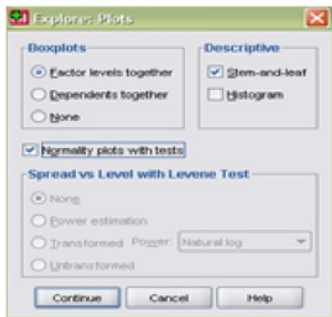 Explore: Plots
Boxplots
Factor levels together
Dependents together
None
Descriptive
Stem-and-leaf
Histogram
Normality plots with tests
Spread vs Level with Levene Test
None
Power estimation
Transformed Power: Natural log
Untransformed
Continue Cancel Help